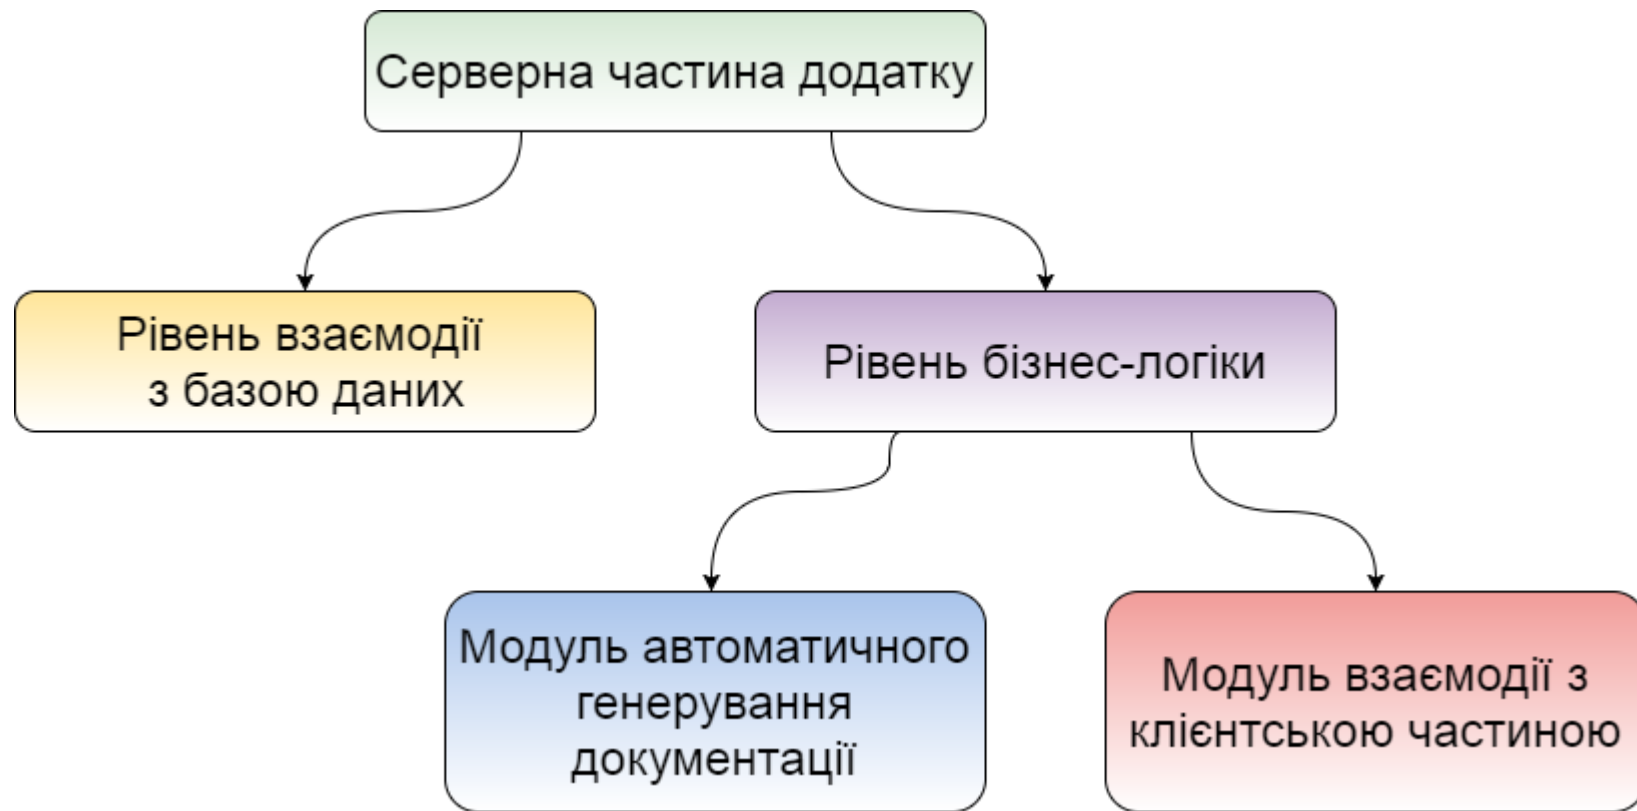 Серверна частина додатку
Рівень взаємодії
з базою даних
Рівень бізнес-логіки
Модуль автоматичного
генерування
документації
Модуль взаємодії з
клієнтською частиною